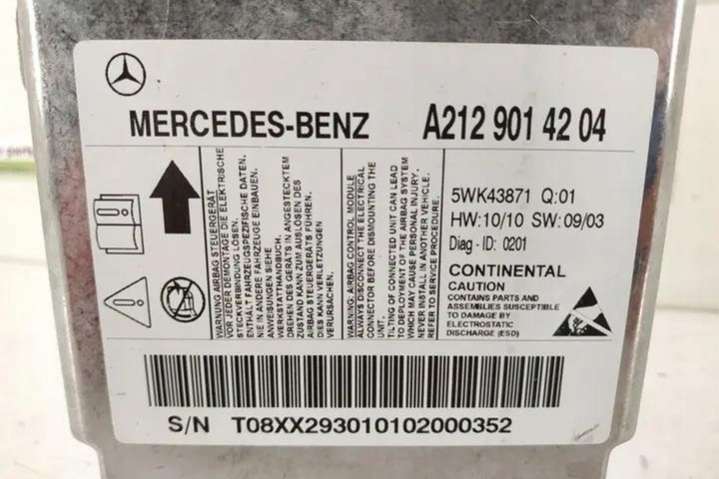 MERCEDES-BENZ A212 901 42 04
WARNUNG AIRBAG STEUERGERÄT
VOR JEDER DEMONTAGE DIE ELEKTRISCHE
STECKVERBINDUNG LÖSEN.
ENTHÄLT FAHRZEUGSPEZIFISCHE DATEN.
NIE IN ANDERE FAHRZEUGE EINBAUEN.
ANWEISUNGEN SIEHE
WERKSTATTHANDBUCH.
DREHEN DES GERÄTS IN ANGESTECKTEM
ZUSTAND KANN ZUM AUSLÖSEN DES
AIRBAG STEUERGERÄTS FÜHREN.
DIES KANN VERLETZUNGEN
VERURSACHEN.
WARNING: AIRBAG CONTROL MODULE
ALWAYS DISCONNECT THE ELECTRICAL
CONNECTOR BEFORE DISMOUNTING THE
UNIT.
TILTING OF CONNECTED UNIT CAN LEAD
TO DEPLOYMENT OF THE AIRBAG SYSTEM
WHICH MAY CAUSE PERSONAL INJURY.
NEVER INSTALL IN ANOTHER VEHICLE.
REFER TO SERVICE PROCEDURE.
5WK43871 Q:01
HW:10/10 SW:09/03
Diag-ID: 0201
CONTINENTAL
CAUTION
CONTAINS PARTS AND
ASSEMBLIES SUSCEPTIBLE
TO DAMAGE BY
ELECTROSTATIC
DISCHARGE (ESD)
S/N T08XX293010102000352